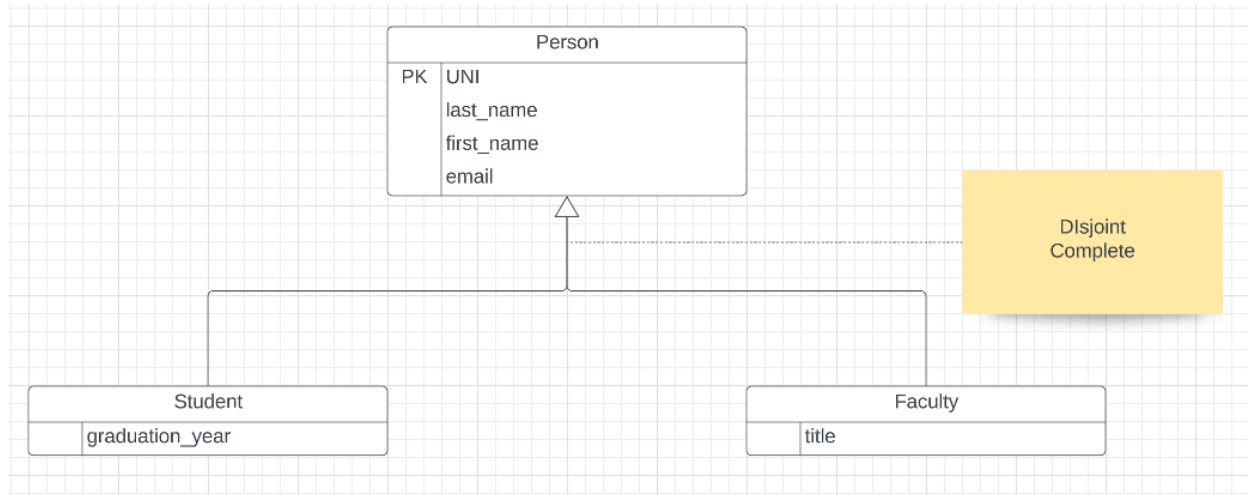 Person
PK UNI
last_name
first_name
email
DIsjoint
Complete
Student
graduation_year
Faculty
title